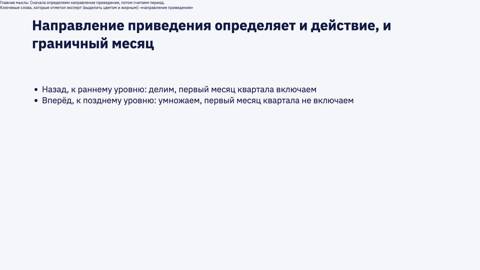 Главная мысль: Сначала определяем направление приведения, потом считаем период.
Ключевые слова, которые отметил эксперт (выделить цветом и жирным): «направление приведения»
Направление приведения определяет и действие, и
граничный месяц
• Назад, к раннему уровню: делим, первый месяц квартала включаем
• Вперёд, к позднему уровню: умножаем, первый месяц квартала не включаем